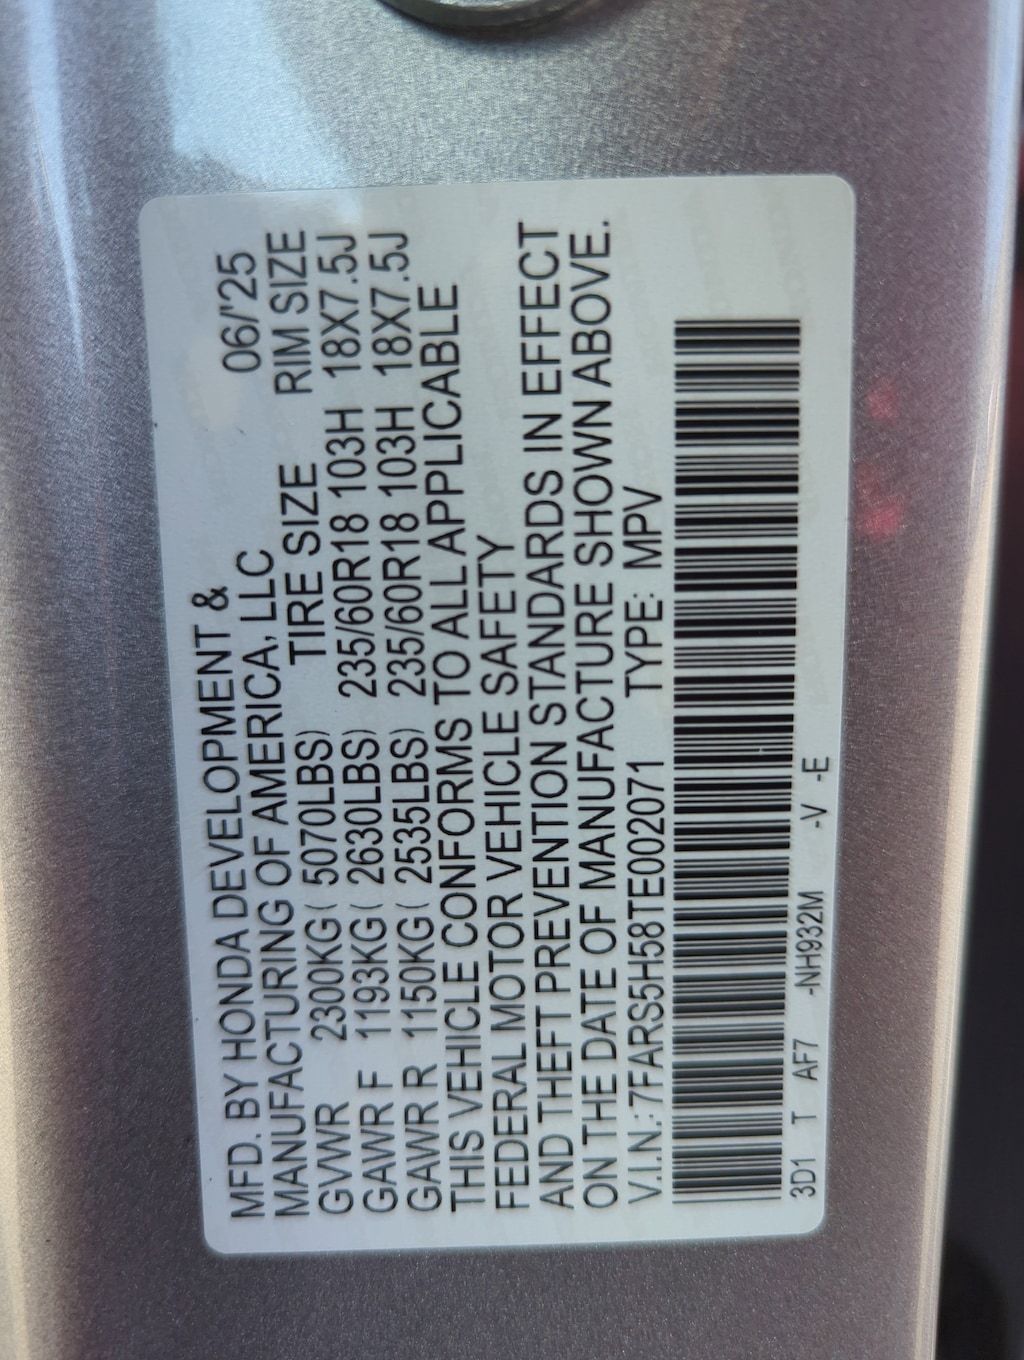 MFD. BY HONDA DEVELOPMENT &
MANUFACTURING OF AMERICA, LLC 06/'25
TIRE SIZE RIM SIZE
GVWR 2300KG( 5070LBS)
GAWR F 1193KG( 2630LBS) 235/60R18 103H 18X7.5J
GAWR R 1150KG( 2535LBS) 235/60R18 103H 18X7.5J
THIS VEHICLE CONFORMS TO ALL APPLICABLE
FEDERAL MOTOR VEHICLE SAFETY
AND THEFT PREVENTION STANDARDS IN EFFECT
ON THE DATE OF MANUFACTURE SHOWN ABOVE.
V.I.N.: 7FARS5H58TE002071 TYPE: MPV
3D1 T AF7 -NH932M -V -E